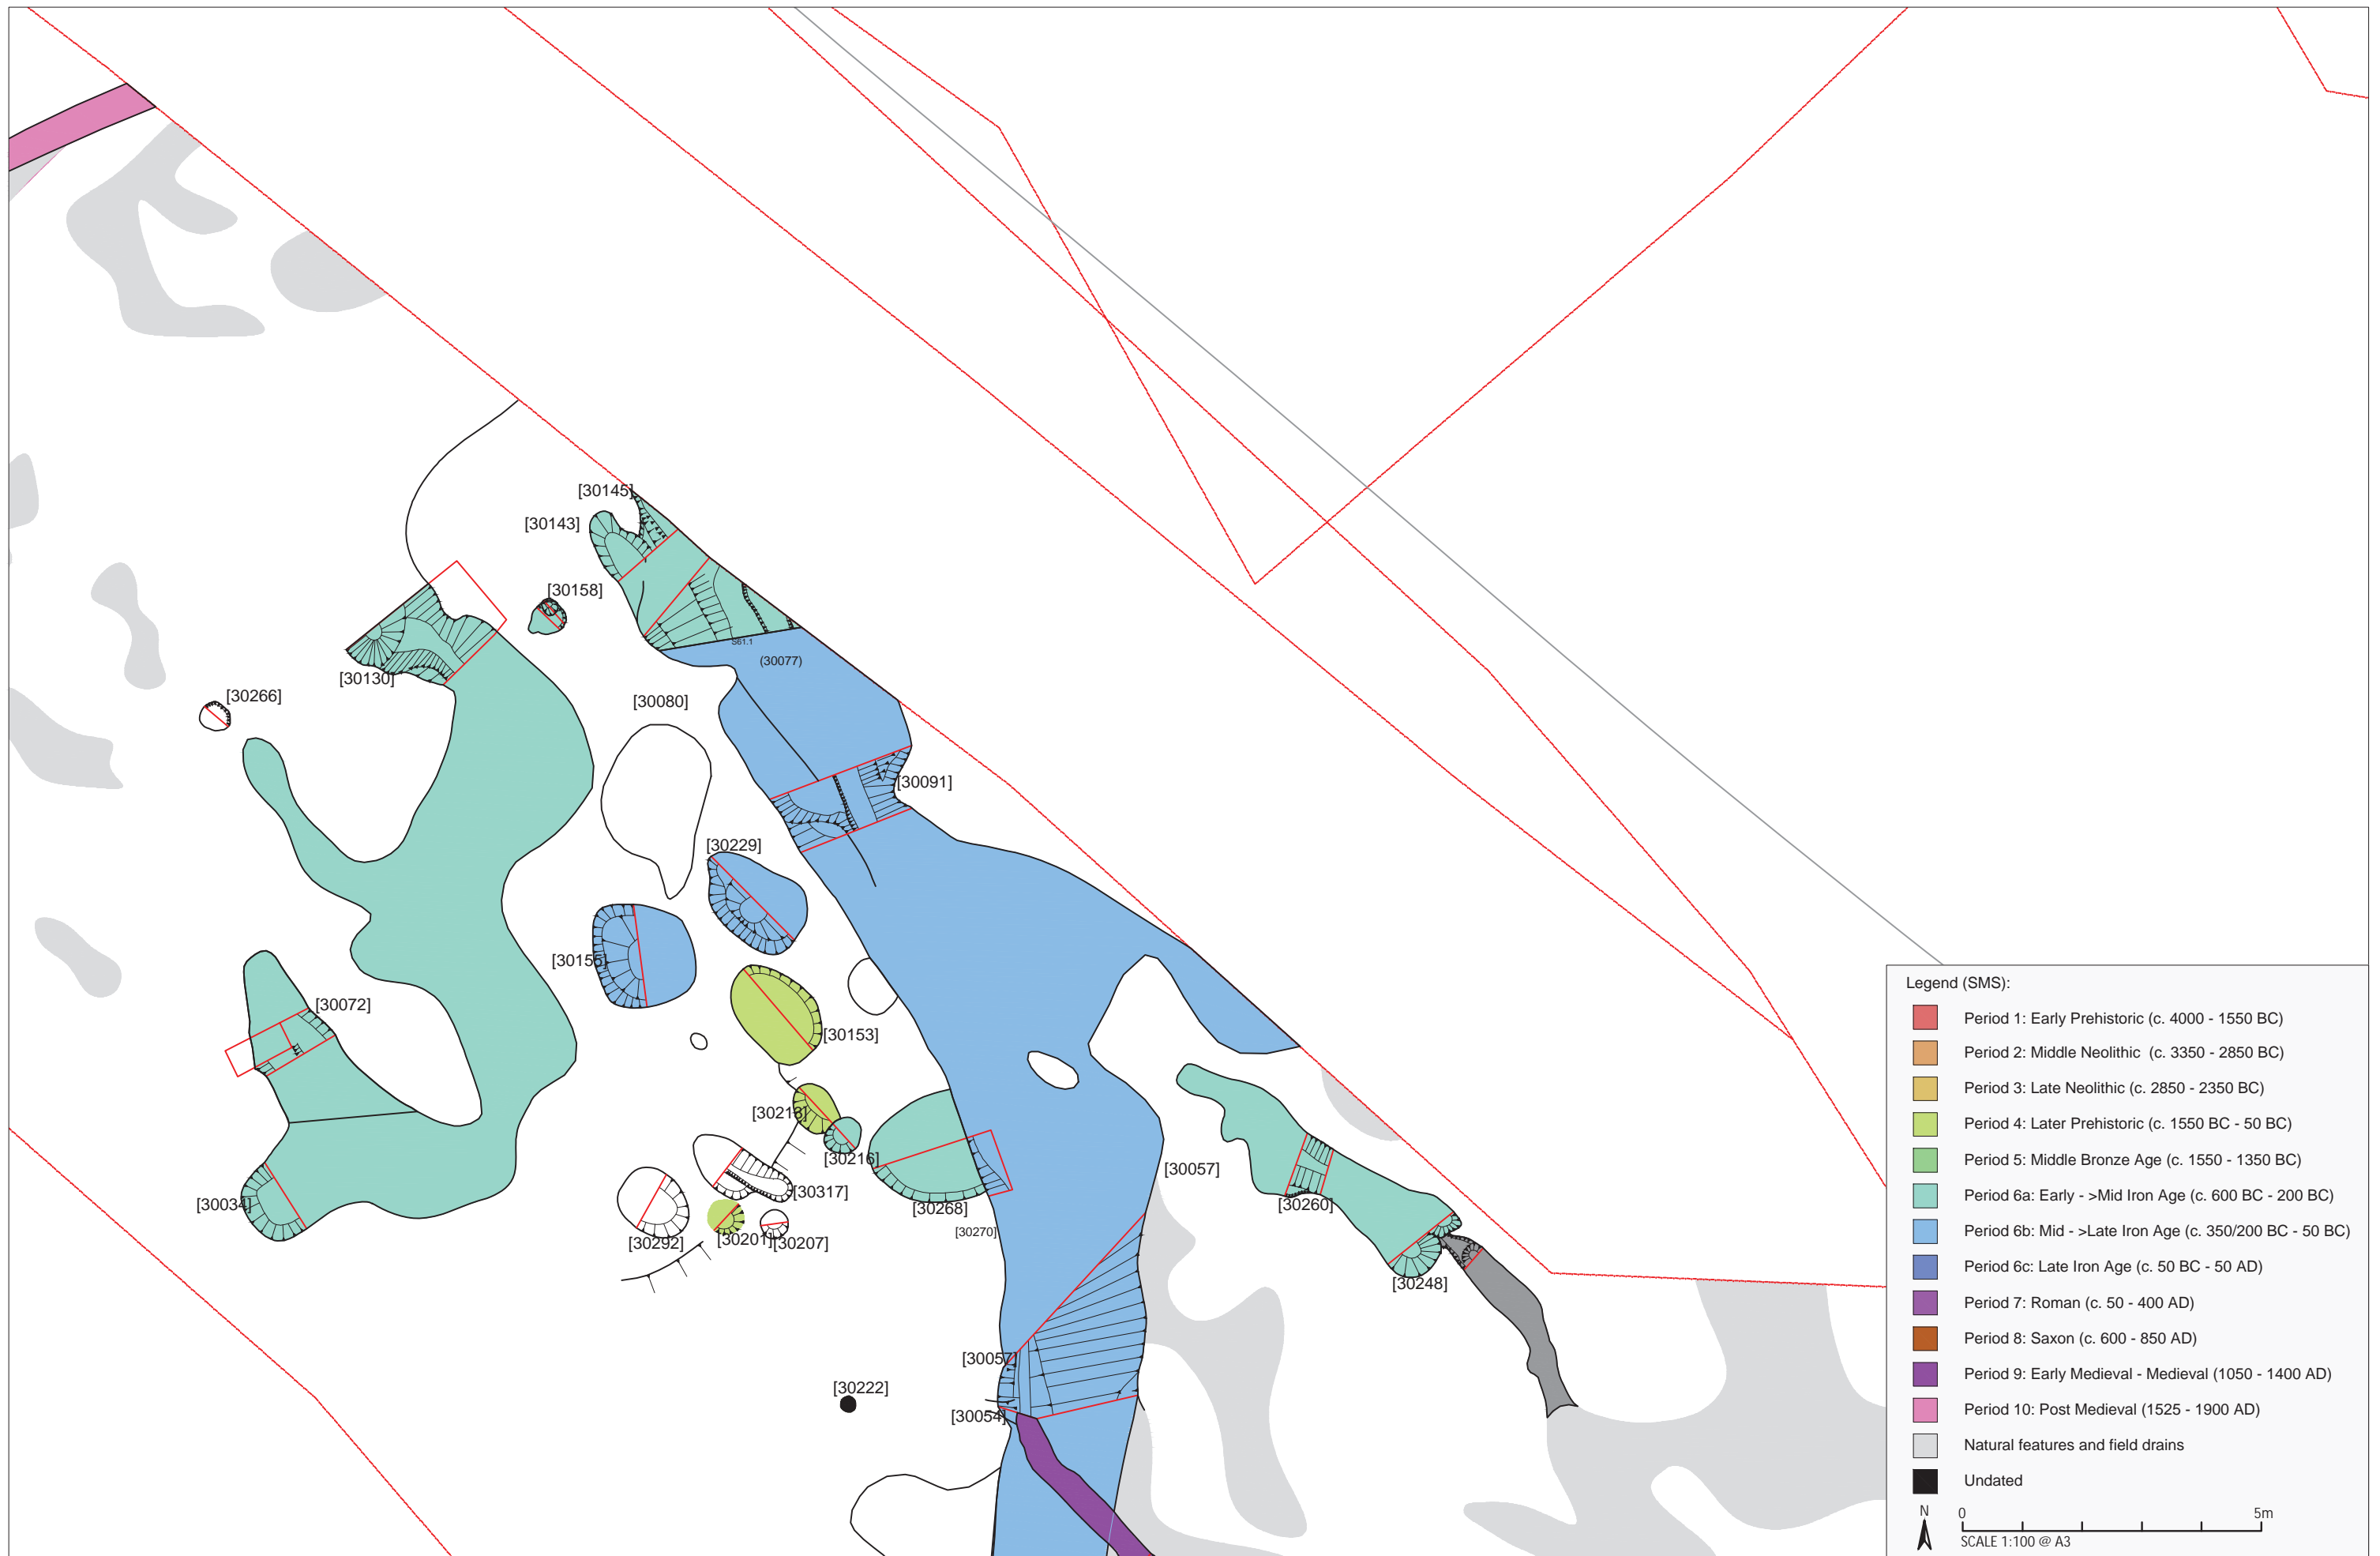 [30145]
[30143]
[30158]
S61.1
(30077)
[30130]
[30266]
[30080]
[30091]
[30229]
[30155]
[30072]
[30153]
[30213]
[30216]
[30057]
[30317]
[30034]
[30268]
[30260]
[30270]
[30292]
[30201]
[30207]
[30248]
[30057]
[30222]
[30054]
Legend (SMS):
Period 1: Early Prehistoric (c. 4000 - 1550 BC)
Period 2: Middle Neolithic (c. 3350 - 2850 BC)
Period 3: Late Neolithic (c. 2850 - 2350 BC)
Period 4: Later Prehistoric (c. 1550 BC - 50 BC)
Period 5: Middle Bronze Age (c. 1550 - 1350 BC)
Period 6a: Early - >Mid Iron Age (c. 600 BC - 200 BC)
Period 6b: Mid - >Late Iron Age (c. 350/200 BC - 50 BC)
Period 6c: Late Iron Age (c. 50 BC - 50 AD)
Period 7: Roman (c. 50 - 400 AD)
Period 8: Saxon (c. 600 - 850 AD)
Period 9: Early Medieval - Medieval (1050 - 1400 AD)
Period 10: Post Medieval (1525 - 1900 AD)
Natural features and field drains
Undated
N 0 5m
SCALE 1:100 @ A3